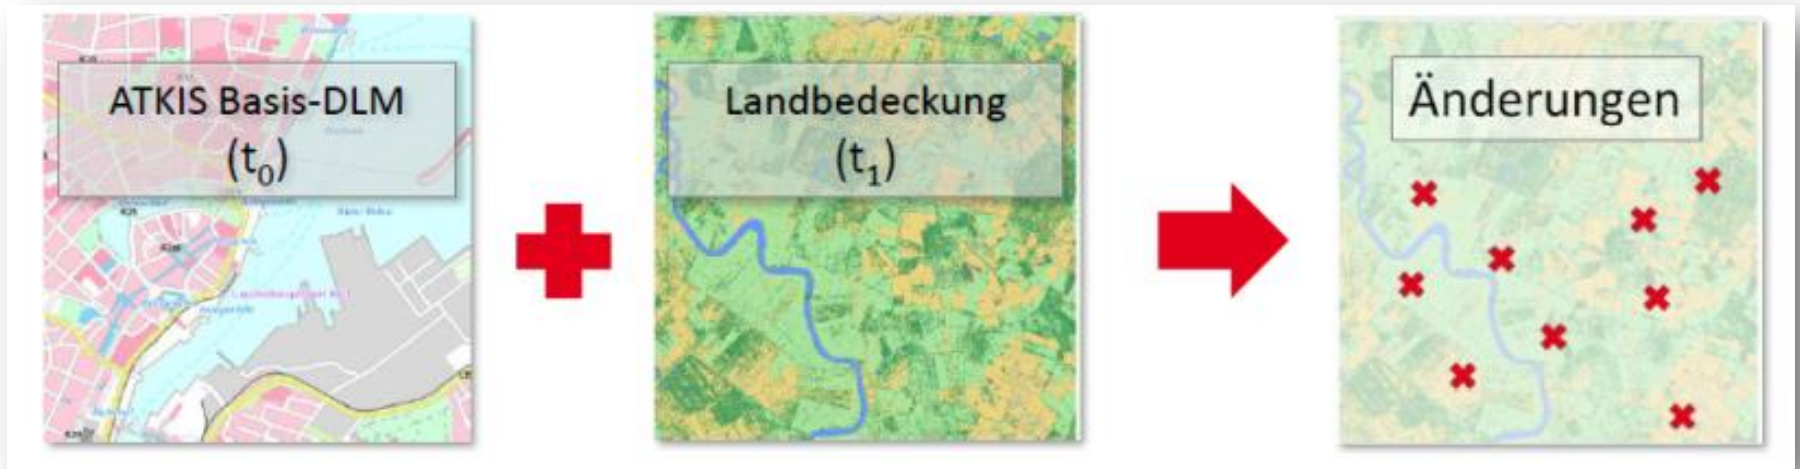 ATKIS Basis-DLM
(t₀)
Landbedeckung
(t₁)
Änderungen